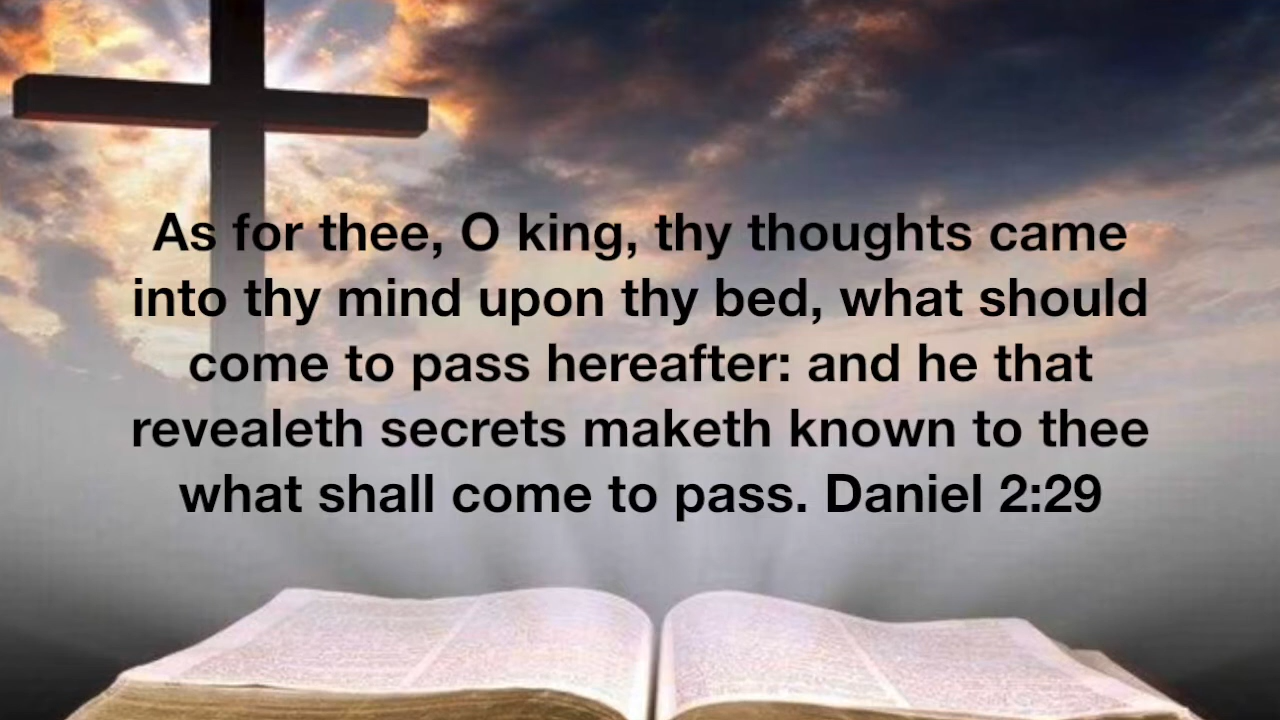 As for thee, O king, thy thoughts came
into thy mind upon thy bed, what should
come to pass hereafter: and he that
revealeth secrets maketh known to thee
what shall come to pass. Daniel 2:29